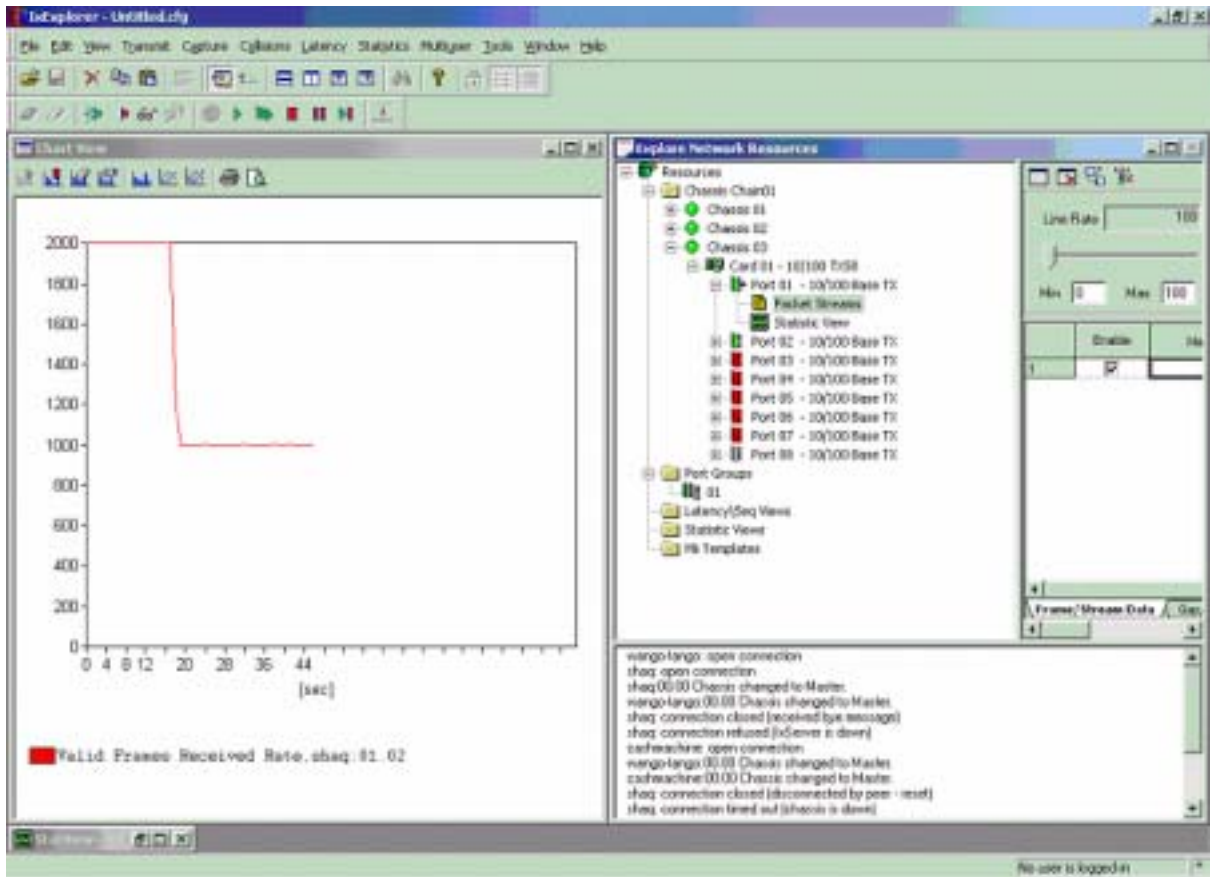 IxExplorer - Untitled.cfg
File Edit View Transmit Capture Collisions Latency Statistics Multiuser Tools Window Help
Chart View
2000
1800
1600
1400
1200
1000
800
600
400
200
0
0 4 8 12 20 28 36 44
[sec]
Valid Frames Received Rate.shaq:01.02
Explore Network Resources
Resources
Chassis Chain01
Chassis 01
Chassis 02
Chassis 03
Card 01 - 10/100 TX8
Port 01 - 10/100 Base TX
Packet Streams
Statistic View
Port 02 - 10/100 Base TX
Port 03 - 10/100 Base TX
Port 04 - 10/100 Base TX
Port 05 - 10/100 Base TX
Port 06 - 10/100 Base TX
Port 07 - 10/100 Base TX
Port 08 - 10/100 Base TX
Port Groups
01
Latency\Seq Views
Statistic Views
MII Templates
Line Rate 100
Min 0 Max 100
Enable
1
Frame/Stream Data
wango-tango: open connection
shaq: open connection
shaq:00.00 Chassis changed to Master.
wango-tango:00.00 Chassis changed to Master.
shaq: connection closed (received bye message)
shaq: connection refused (IxServer is down)
cashmachine: open connection
wango-tango:00.00 Chassis changed to Master.
cashmachine:00.00 Chassis changed to Master.
shaq: connection closed (disconnected by peer - reset)
shaq: connection timed out (chassis is down)
No user is logged in